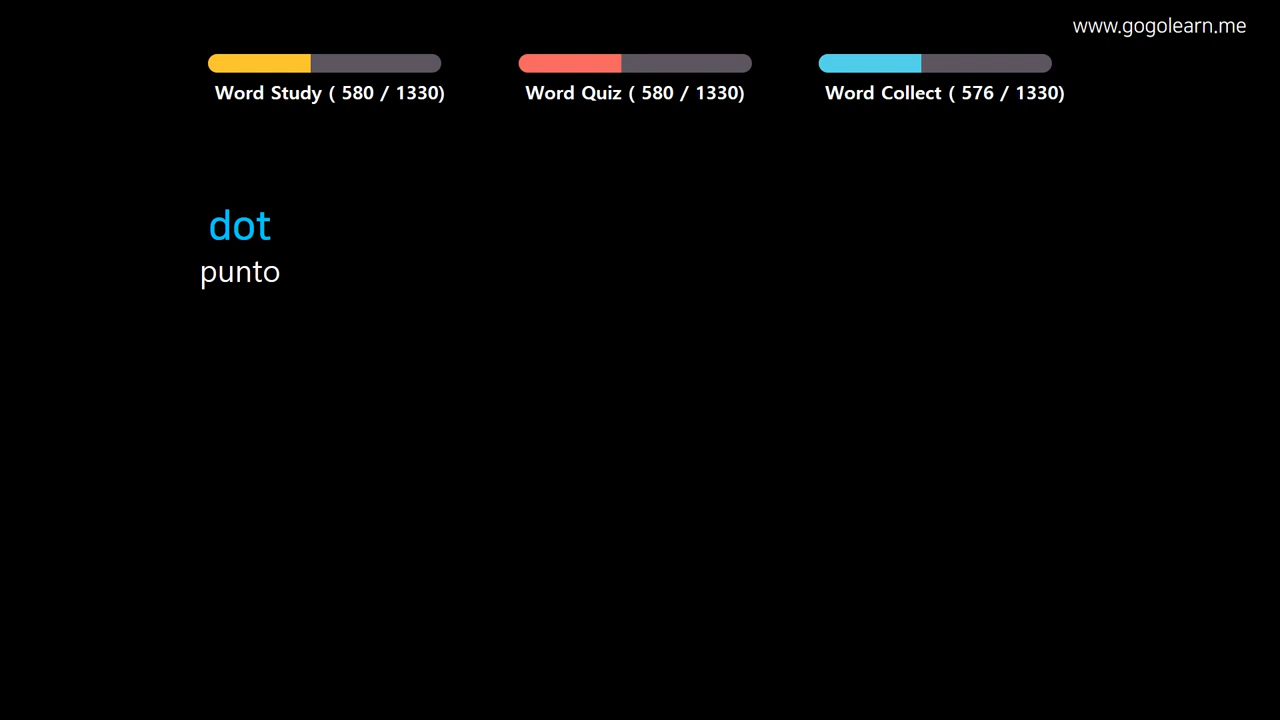 www.gogolearn.me
Word Study ( 580 / 1330)
Word Quiz ( 580 / 1330)
Word Collect ( 576 / 1330)
dot
punto